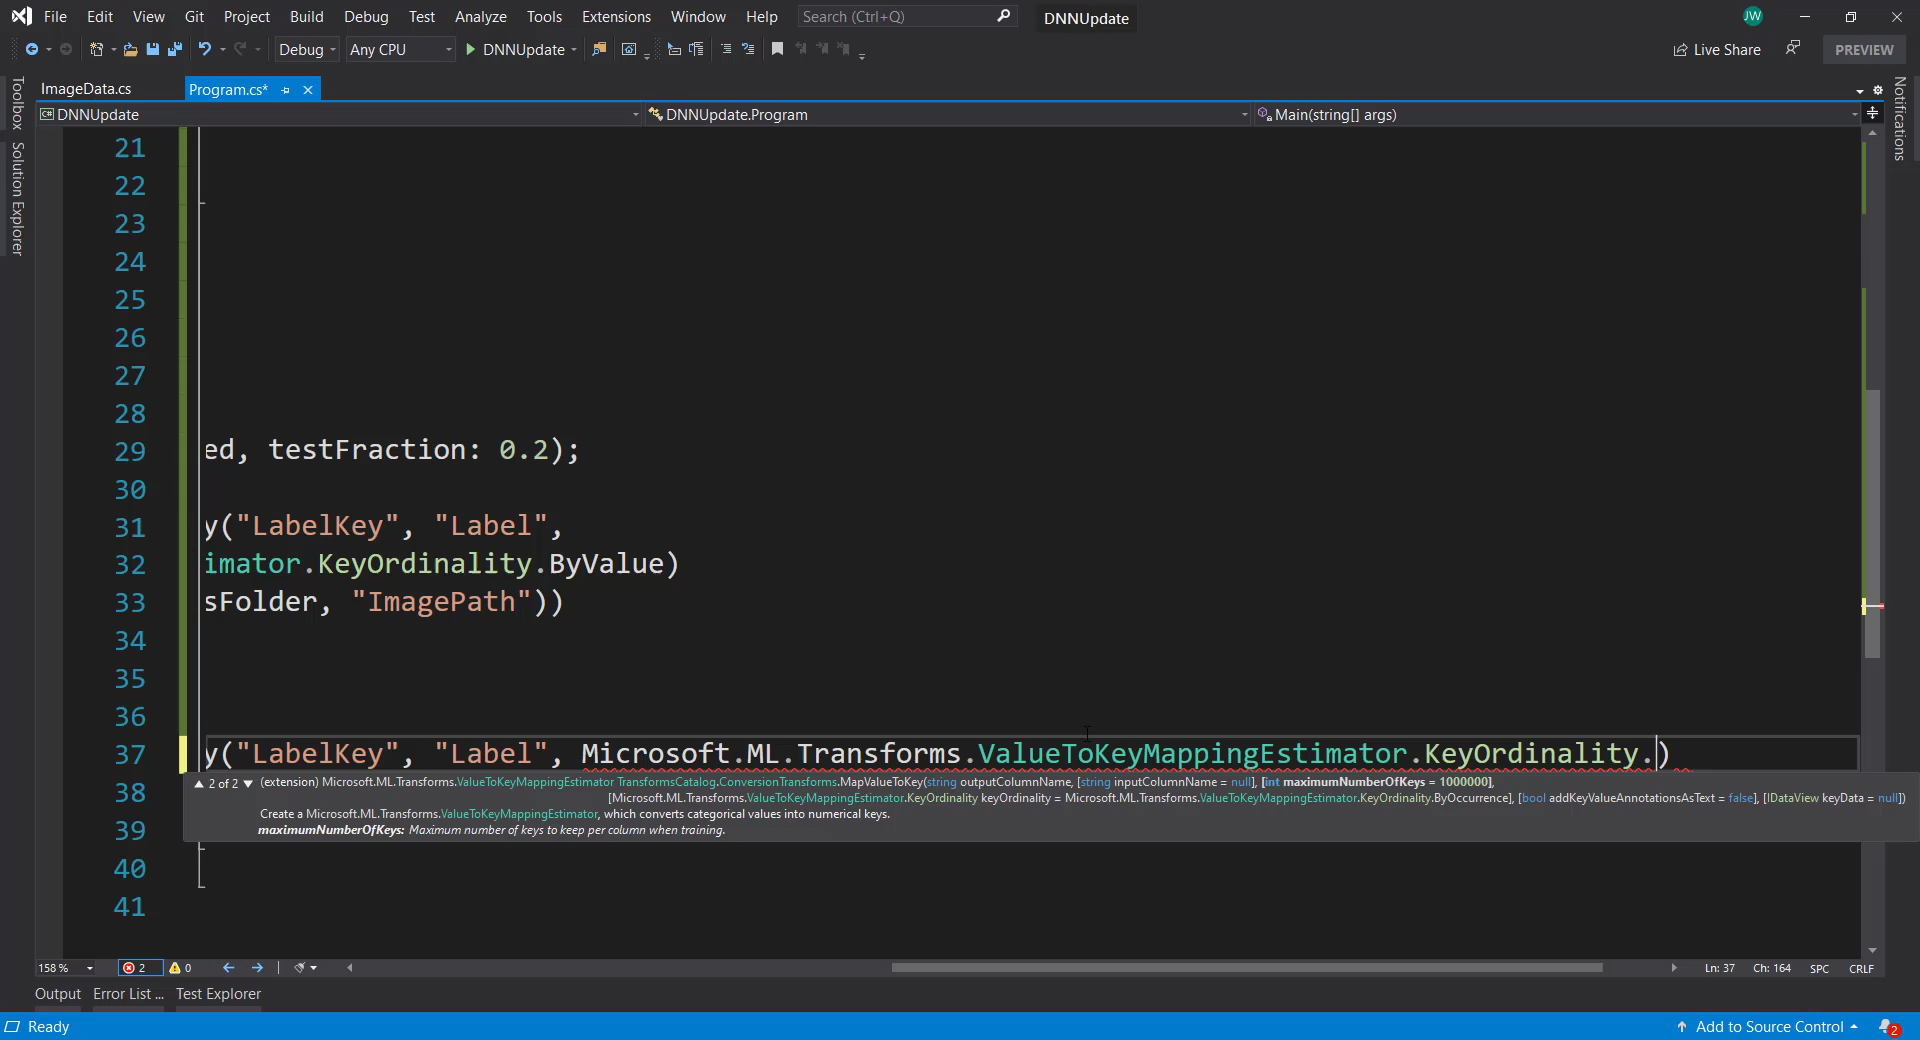 File Edit View Git Project Build Debug Test Analyze Tools Extensions Window Help Search (Ctrl+Q) DNNUpdate JW
Debug Any CPU DNNUpdate Live Share PREVIEW
Toolbox
Solution Explorer
Notifications
ImageData.cs Program.cs*
C# DNNUpdate DNNUpdate.Program Main(string[] args)
21
22
23
24
25
26
27
28
29 ed, testFraction: 0.2);
30
31 y("LabelKey", "Label",
32 imator.KeyOrdinality.ByValue)
33 sFolder, "ImagePath"))
34
35
36
37 y("LabelKey", "Label", Microsoft.ML.Transforms.ValueToKeyMappingEstimator.KeyOrdinality.)
38 ▲ 2 of 2 ▼ (extension) Microsoft.ML.Transforms.ValueToKeyMappingEstimator TransformsCatalog.ConversionTransforms.MapValueToKey(string outputColumnName, [string inputColumnName = null], [int maximumNumberOfKeys = 1000000],
[Microsoft.ML.Transforms.ValueToKeyMappingEstimator.KeyOrdinality keyOrdinality = Microsoft.ML.Transforms.ValueToKeyMappingEstimator.KeyOrdinality.ByOccurrence], [bool addKeyValueAnnotationsAsText = false], [IDataView keyData = null])
Create a Microsoft.ML.Transforms.ValueToKeyMappingEstimator, which converts categorical values into numerical keys.
39 maximumNumberOfKeys: Maximum number of keys to keep per column when training.
40
41
158 % 2 0 Ln: 37 Ch: 164 SPC CRLF
Output Error List ... Test Explorer
Ready Add to Source Control 2